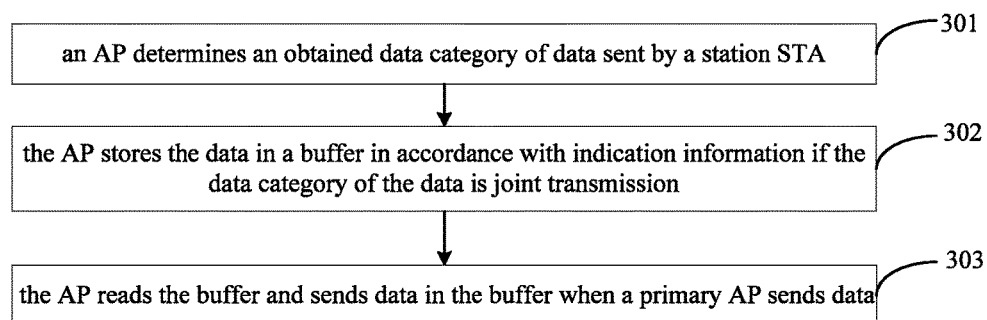 301
an AP determines an obtained data category of data sent by a station STA
302
the AP stores the data in a buffer in accordance with indication information if the
data category of the data is joint transmission
303
the AP reads the buffer and sends data in the buffer when a primary AP sends data